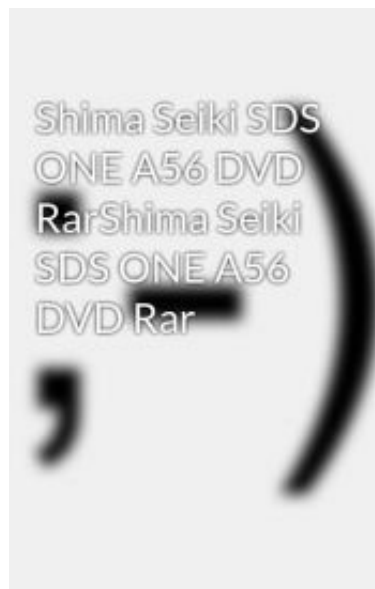 Shima Seiki SDS
ONE A56 DVD
RarShima Seiki
SDS ONE A56
DVD Rar
;-)